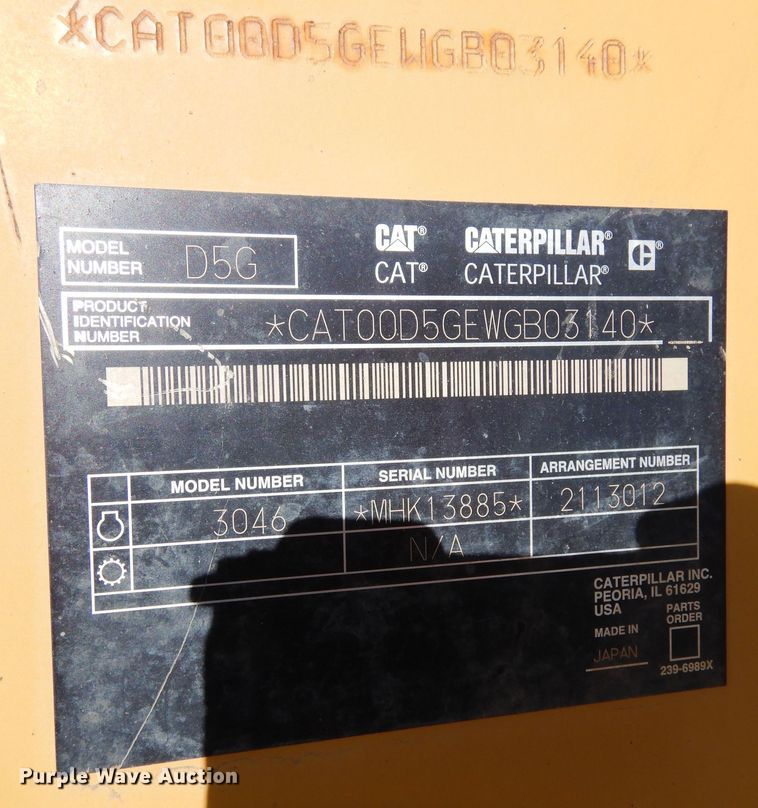 *CAT00D5GEWGB03140*
MODEL NUMBER D5G
CAT® CATERPILLAR® C®
CAT® CATERPILLAR®
PRODUCT IDENTIFICATION NUMBER *CAT00D5GEWGB03140*
MODEL NUMBER SERIAL NUMBER ARRANGEMENT NUMBER
3046 *MHK13885* 2113012
N/A
CATERPILLAR INC.
PEORIA, IL 61629
USA
PARTS ORDER
MADE IN
JAPAN
239-6989X
Purple Wave Auction